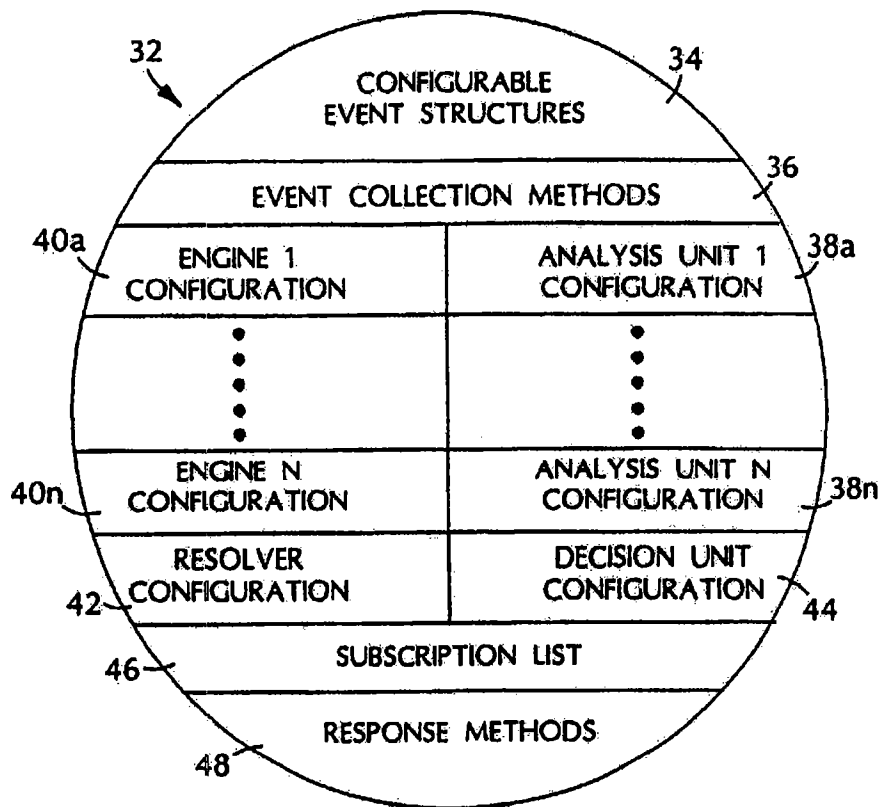 32
34
CONFIGURABLE
EVENT STRUCTURES
36
EVENT COLLECTION METHODS
40a
38a
ENGINE 1
CONFIGURATION
ANALYSIS UNIT 1
CONFIGURATION
ENGINE N
CONFIGURATION
ANALYSIS UNIT N
CONFIGURATION
40n
38n
RESOLVER
CONFIGURATION
DECISION UNIT
CONFIGURATION
42
44
SUBSCRIPTION LIST
46
RESPONSE METHODS
48